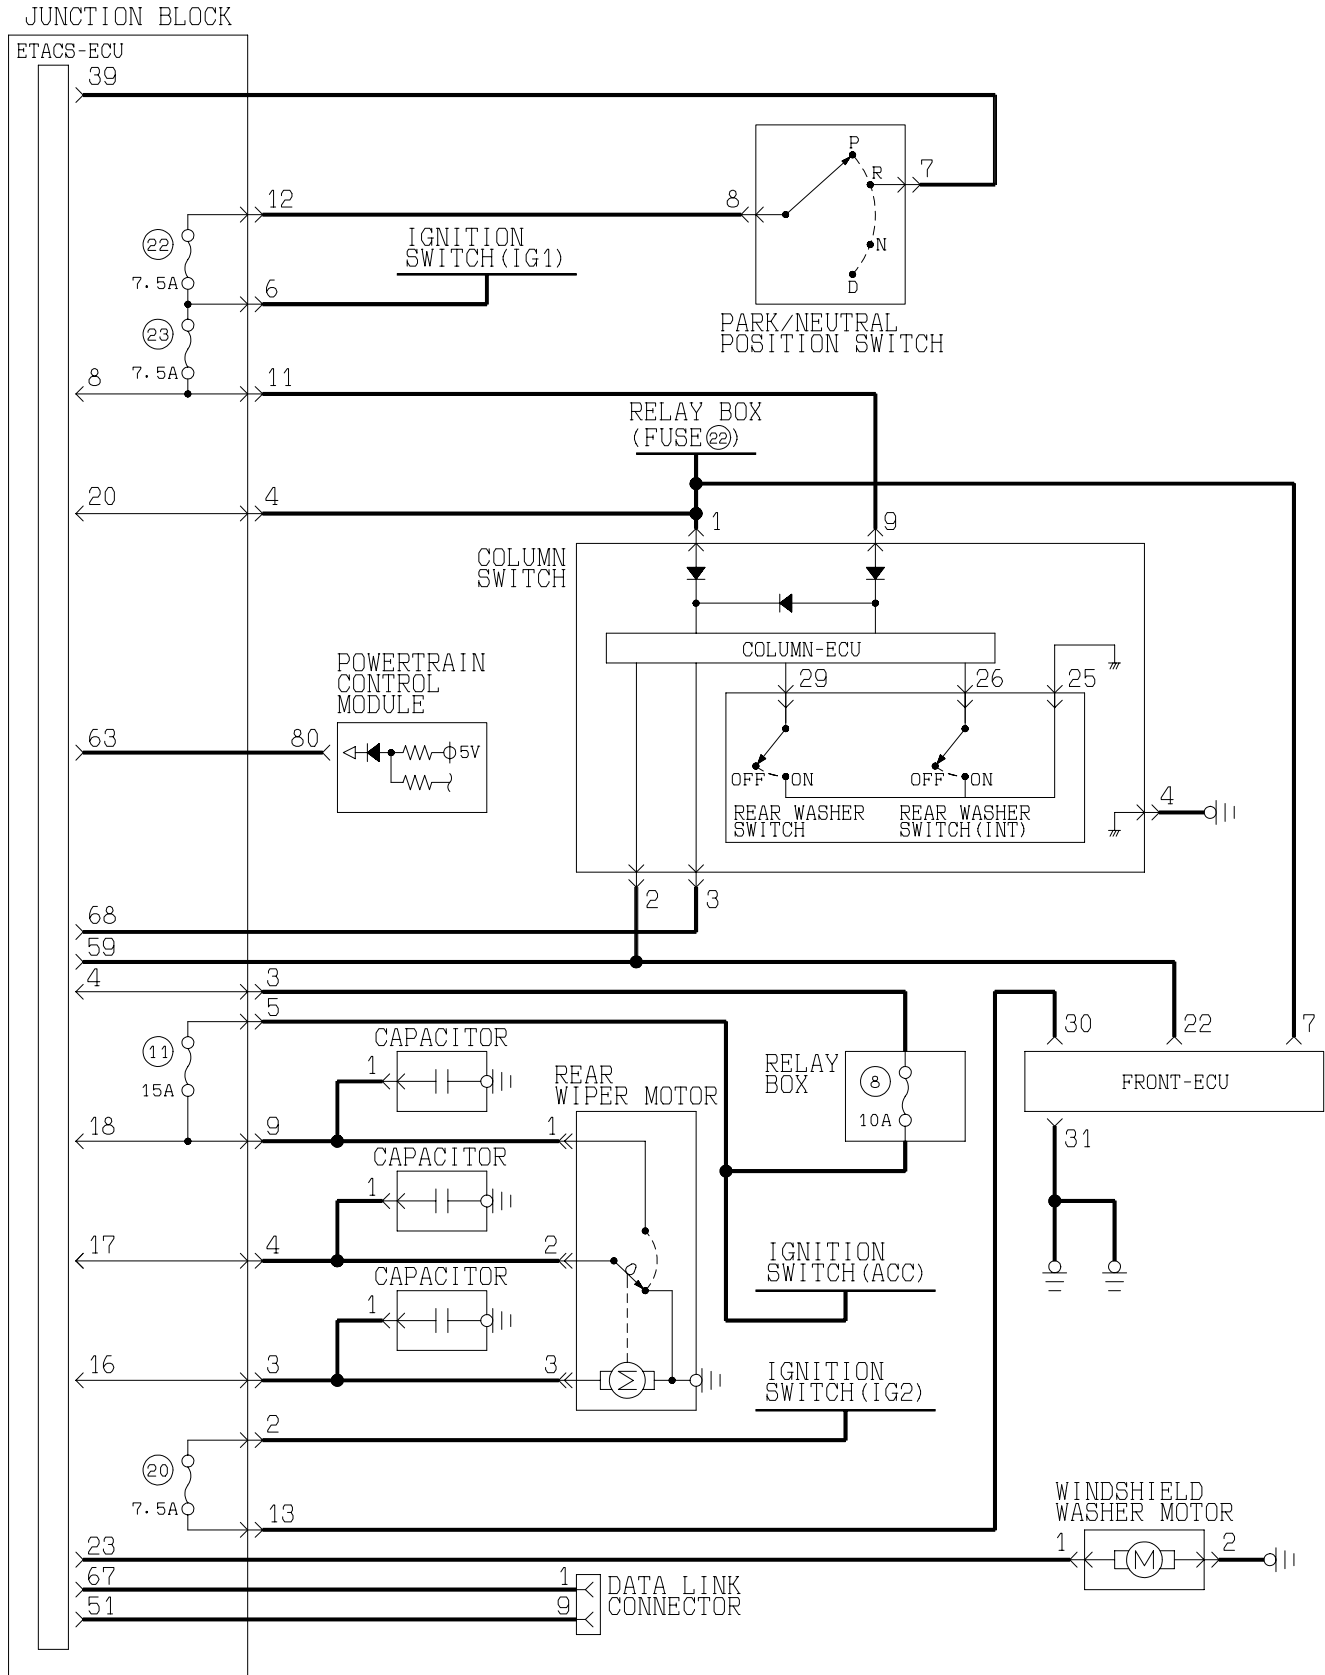 JUNCTION BLOCK
ETACS-ECU
39
P
R
7
12
8
22
IGNITION
SWITCH(IG1)
N
7.5A
6
D
23
PARK/NEUTRAL
POSITION SWITCH
7.5A
8
11
RELAY BOX
(FUSE 22)
20
4
1
9
COLUMN
SWITCH
COLUMN-ECU
POWERTRAIN
CONTROL
MODULE
29
26
25
63
80
5V
OFF
ON
OFF
ON
REAR WASHER
SWITCH
REAR WASHER
SWITCH(INT)
4
2
3
68
59
4
3
5
30
22
7
11
CAPACITOR
1
REAR
WIPER MOTOR
RELAY
BOX
8
FRONT-ECU
15A
10A
18
9
1
31
CAPACITOR
1
17
4
2
IGNITION
SWITCH(ACC)
CAPACITOR
1
16
3
3
M
IGNITION
SWITCH(IG2)
2
20
7.5A
13
WINDSHIELD
WASHER MOTOR
23
1
M
2
67
1
DATA LINK
CONNECTOR
51
9